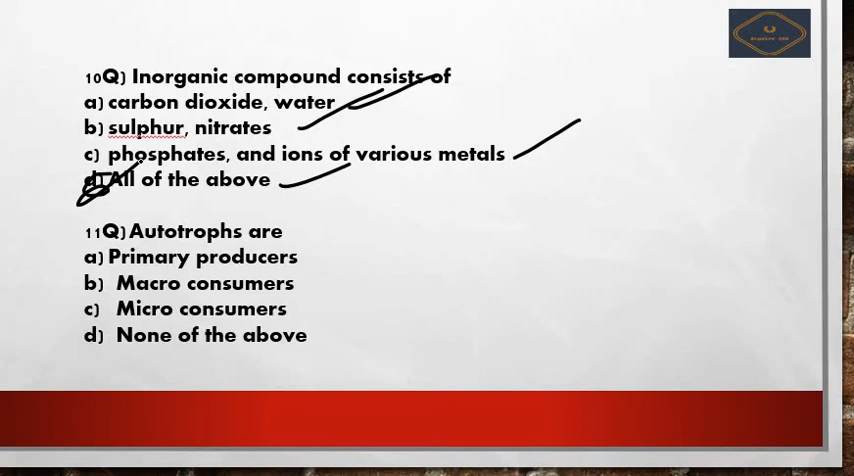 10Q) Inorganic compound consists of
a) carbon dioxide, water
b) sulphur, nitrates
c) phosphates, and ions of various metals
d) All of the above
11Q) Autotrophs are
a) Primary producers
b) Macro consumers
c) Micro consumers
d) None of the above